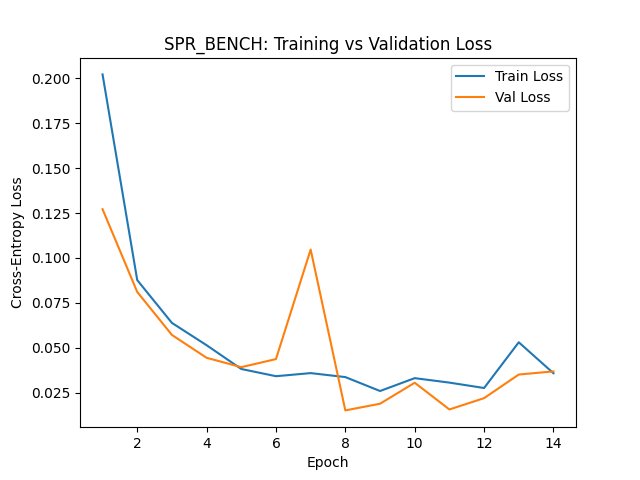 SPR_BENCH: Training vs Validation Loss
Train Loss
Val Loss
Cross-Entropy Loss
0.200
0.175
0.150
0.125
0.100
0.075
0.050
0.025
2 4 6 8 10 12 14
Epoch